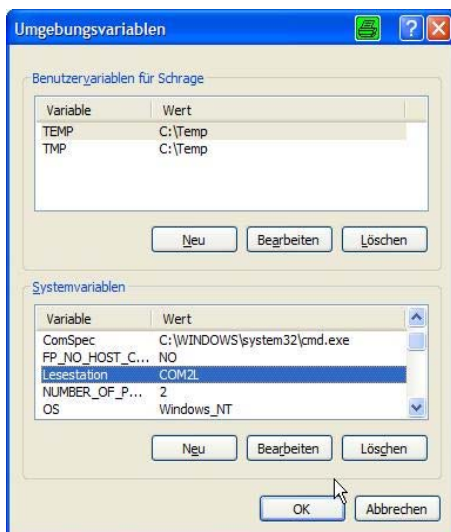 Umgebungsvariablen
Benutzervariablen für Schrage
Variable Wert
TEMP C:\Temp
TMP C:\Temp
Neu Bearbeiten Löschen
Systemvariablen
Variable Wert
ComSpec C:\WINDOWS\system32\cmd.exe
FP_NO_HOST_C... NO
Lesestation COM2L
NUMBER_OF_P... 2
OS Windows_NT
Neu Bearbeiten Löschen
OK Abbrechen